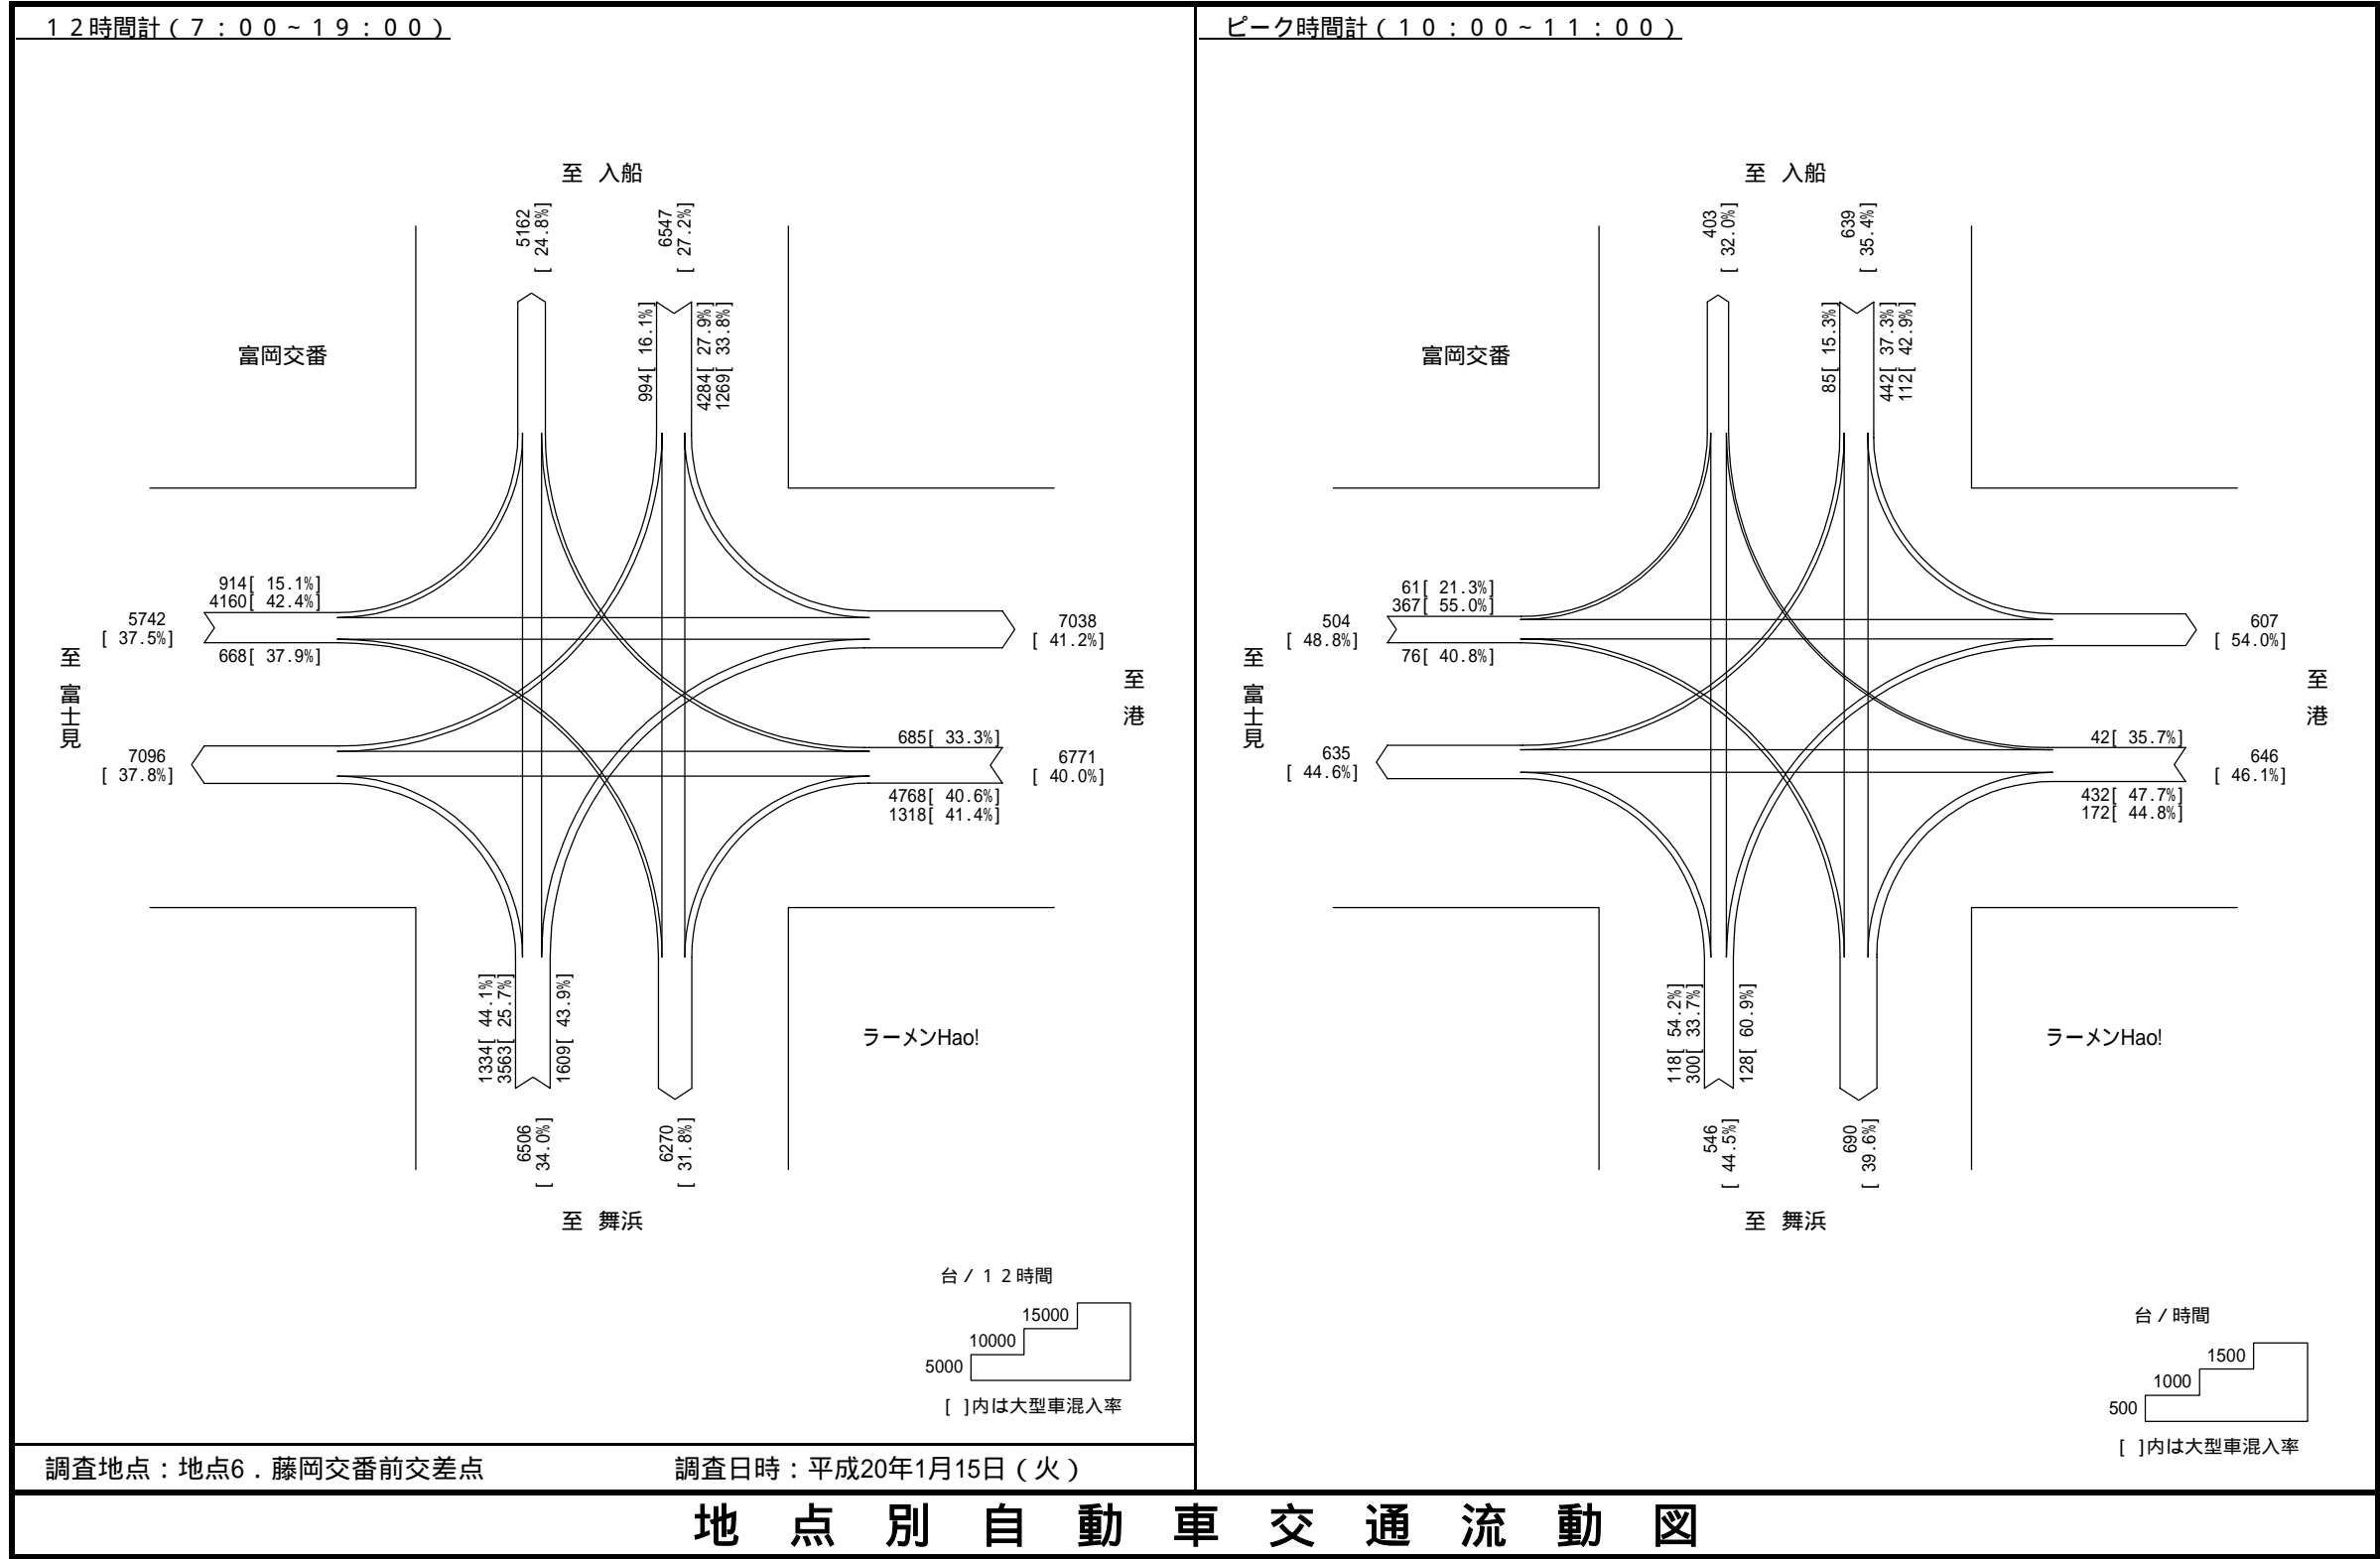 １２時間計（７：００～１９：００）
至 入船
5162
[ 24.8%]
6547
[ 27.2%]
994[ 16.1%]
4284[ 27.9%]
1269[ 33.8%]
富岡交番
914[ 15.1%]
4160[ 42.4%]
5742
[ 37.5%]
668[ 37.9%]
7038
[ 41.2%]
至 富士見
至 港
7096
[ 37.8%]
685[ 33.3%]
6771
[ 40.0%]
4768[ 40.6%]
1318[ 41.4%]
1334[ 44.1%]
3563[ 25.7%]
1609[ 43.9%]
ラーメンHao!
6506
[ 34.0%]
6270
[ 31.8%]
至 舞浜
台／１２時間
15000
10000
5000
[ ]内は大型車混入率
調査地点：地点6．藤岡交番前交差点
調査日時：平成20年1月15日（火）
ピーク時間計（１０：００～１１：００）
至 入船
403
[ 32.0%]
639
[ 35.4%]
85[ 15.3%]
442[ 37.3%]
112[ 42.9%]
富岡交番
61[ 21.3%]
367[ 55.0%]
504
[ 48.8%]
76[ 40.8%]
607
[ 54.0%]
至 富士見
至 港
635
[ 44.6%]
42[ 35.7%]
646
[ 46.1%]
432[ 47.7%]
172[ 44.8%]
118[ 54.2%]
300[ 33.7%]
128[ 60.9%]
ラーメンHao!
546
[ 44.5%]
690
[ 39.6%]
至 舞浜
台／時間
1500
1000
500
[ ]内は大型車混入率
地点別自動車交通流動図